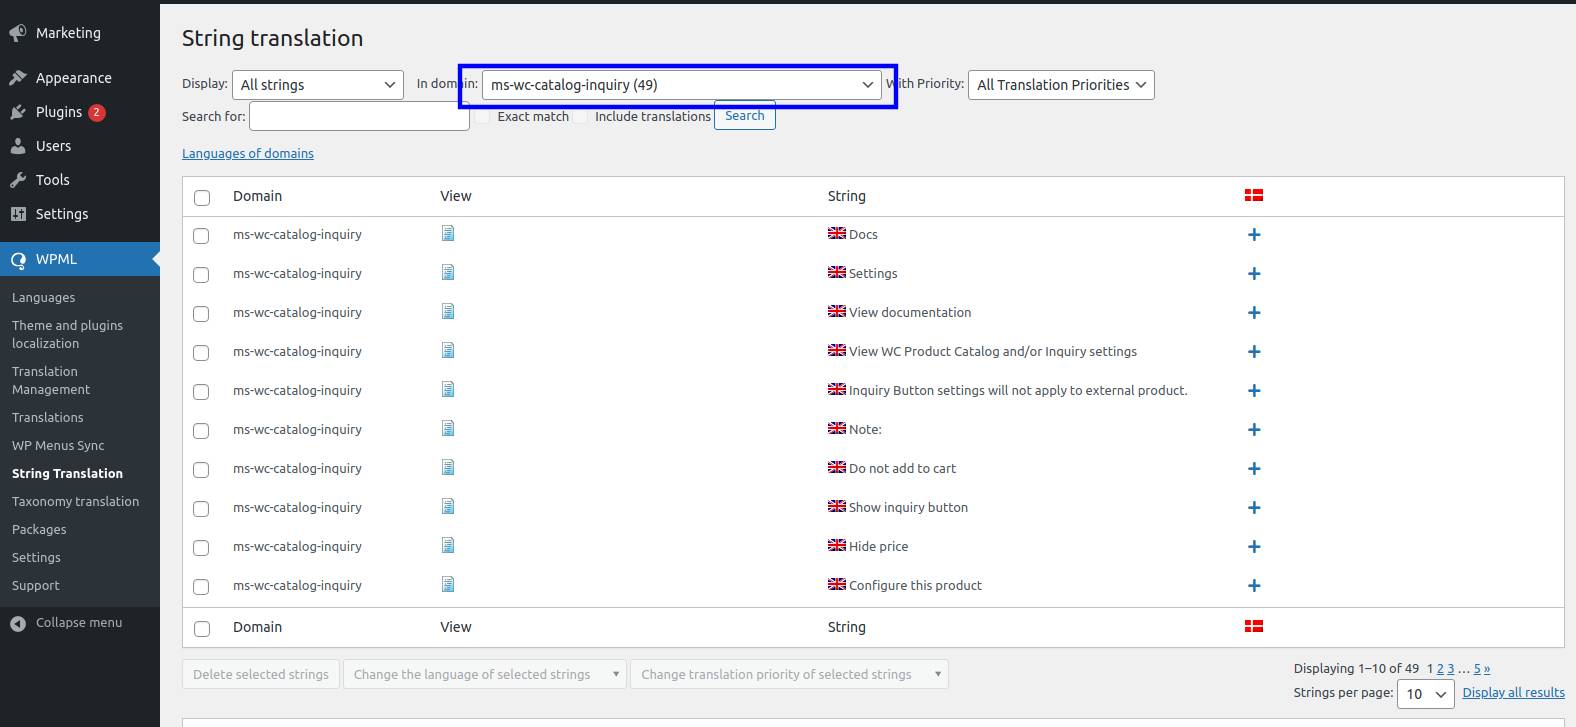 Marketing
Appearance
Plugins 2
Users
Tools
Settings
WPML
Languages
Theme and plugins
localization
Translation
Management
Translations
WP Menus Sync
String Translation
Taxonomy translation
Packages
Settings
Support
Collapse menu
String translation
Display: All strings In domain: ms-wc-catalog-inquiry (49) With Priority: All Translation Priorities
Search for: Exact match Include translations Search
Languages of domains
Domain View String
ms-wc-catalog-inquiry Docs +
ms-wc-catalog-inquiry Settings +
ms-wc-catalog-inquiry View documentation +
ms-wc-catalog-inquiry View WC Product Catalog and/or Inquiry settings +
ms-wc-catalog-inquiry Inquiry Button settings will not apply to external product. +
ms-wc-catalog-inquiry Note: +
ms-wc-catalog-inquiry Do not add to cart +
ms-wc-catalog-inquiry Show inquiry button +
ms-wc-catalog-inquiry Hide price +
ms-wc-catalog-inquiry Configure this product +
Domain View String
Delete selected strings Change the language of selected strings Change translation priority of selected strings
Displaying 1–10 of 49 1 2 3 … 5 »
Strings per page: 10 Display all results